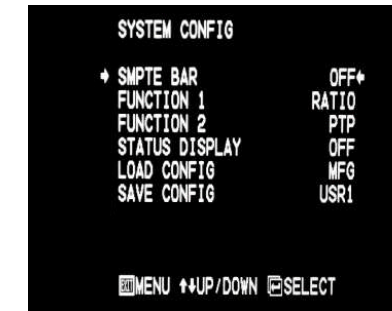 SYSTEM CONFIG
➧ SMPTE BAR OFF←
FUNCTION 1 RATIO
FUNCTION 2 PTP
STATUS DISPLAY OFF
LOAD CONFIG MFG
SAVE CONFIG USR1
EXIT MENU ↑↓UP/DOWN SELECT